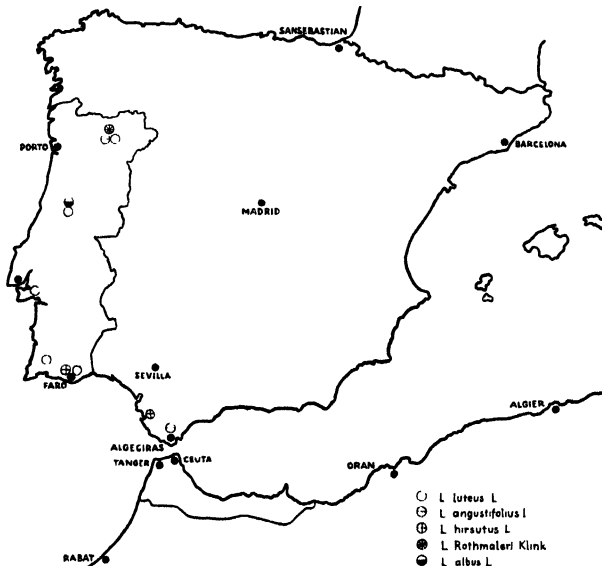 SANSEBASTIAN
PORTO
BARCELONA
MADRID
SEVILLA
FARO
ALGIER
ALGECIRAS
TANGER
CEUTA
ORAN
L luteus L
L angustifolius l
L hirsutus L
L Rothmaleri Klink
RABAT
L albus L